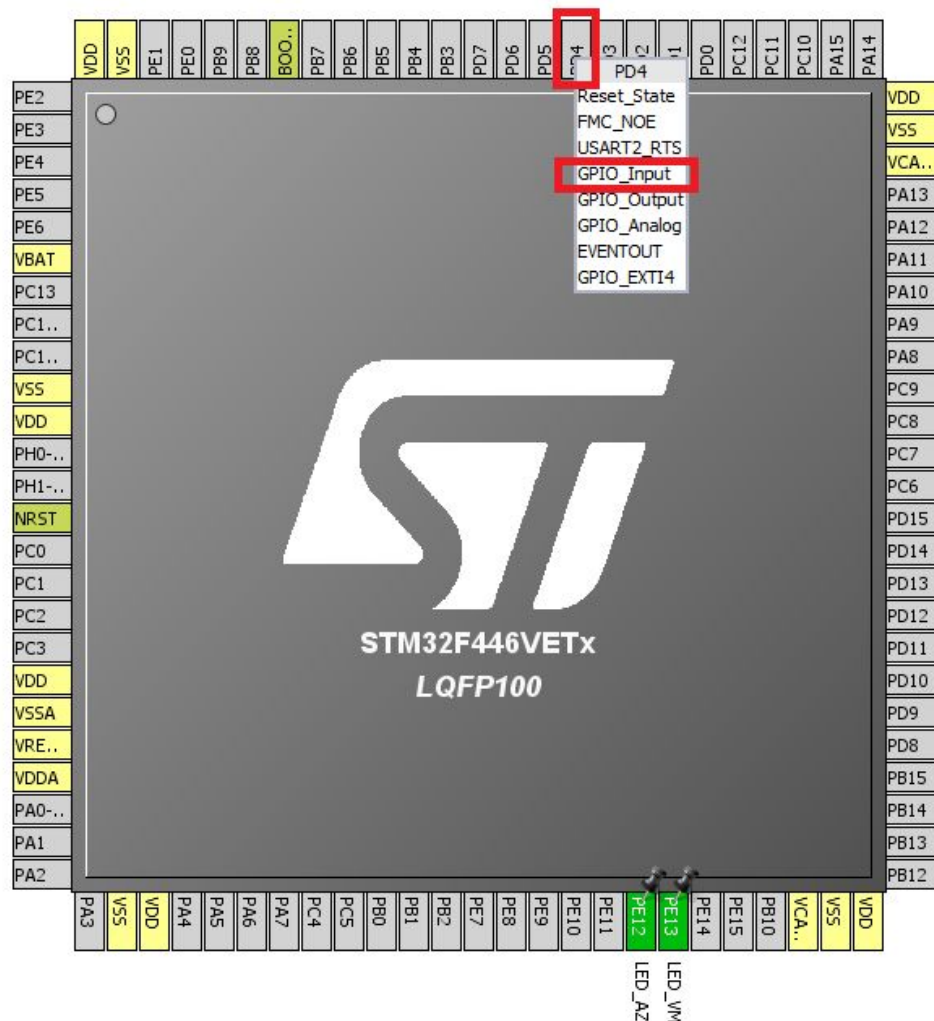 VDD
VSS
PE1
PE0
PB9
PB8
BOO..
PB7
PB6
PB5
PB4
PB3
PD7
PD6
PD5
PD0
PC12
PC11
PC10
PA15
PA14
PD4
Reset_State
FMC_NOE
USART2_RTS
GPIO_Input
GPIO_Output
GPIO_Analog
EVENTOUT
GPIO_EXTI4
PE2
PE3
PE4
PE5
PE6
VBAT
PC13
PC1..
PC1..
VSS
VDD
PH0-..
PH1-..
NRST
PC0
PC1
PC2
PC3
VDD
VSSA
VRE..
VDDA
PA0-..
PA1
PA2
VDD
VSS
VCA..
PA13
PA12
PA11
PA10
PA9
PA8
PC9
PC8
PC7
PC6
PD15
PD14
PD13
PD12
PD11
PD10
PD9
PD8
PB15
PB14
PB13
PB12
STM32F446VETx
LQFP100
PA3
VSS
VDD
PA4
PA5
PA6
PA7
PC4
PC5
PB0
PB1
PB2
PE7
PE8
PE9
PE10
PE11
PE12
PE13
PE14
PE15
PB10
VCA..
VSS
VDD
LED_AZ
LED_VM